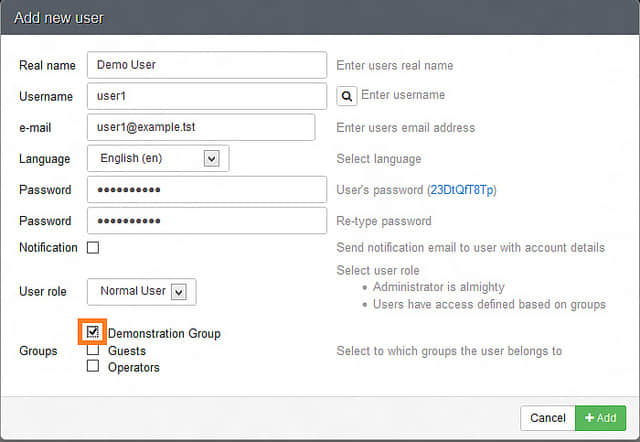 Add new user
Real name Demo User Enter users real name
Username user1 Enter username
e-mail user1@example.tst Enter users email address
Language English (en) Select language
Password ●●●●●●●●●● User's password (23DtQfT8Tp)
Password ●●●●●●●●●● Re-type password
Notification Send notification email to user with account details
User role Normal User Select user role
• Administrator is almighty
• Users have access defined based on groups
Demonstration Group
Groups Guests Select to which groups the user belongs to
Operators
Cancel + Add